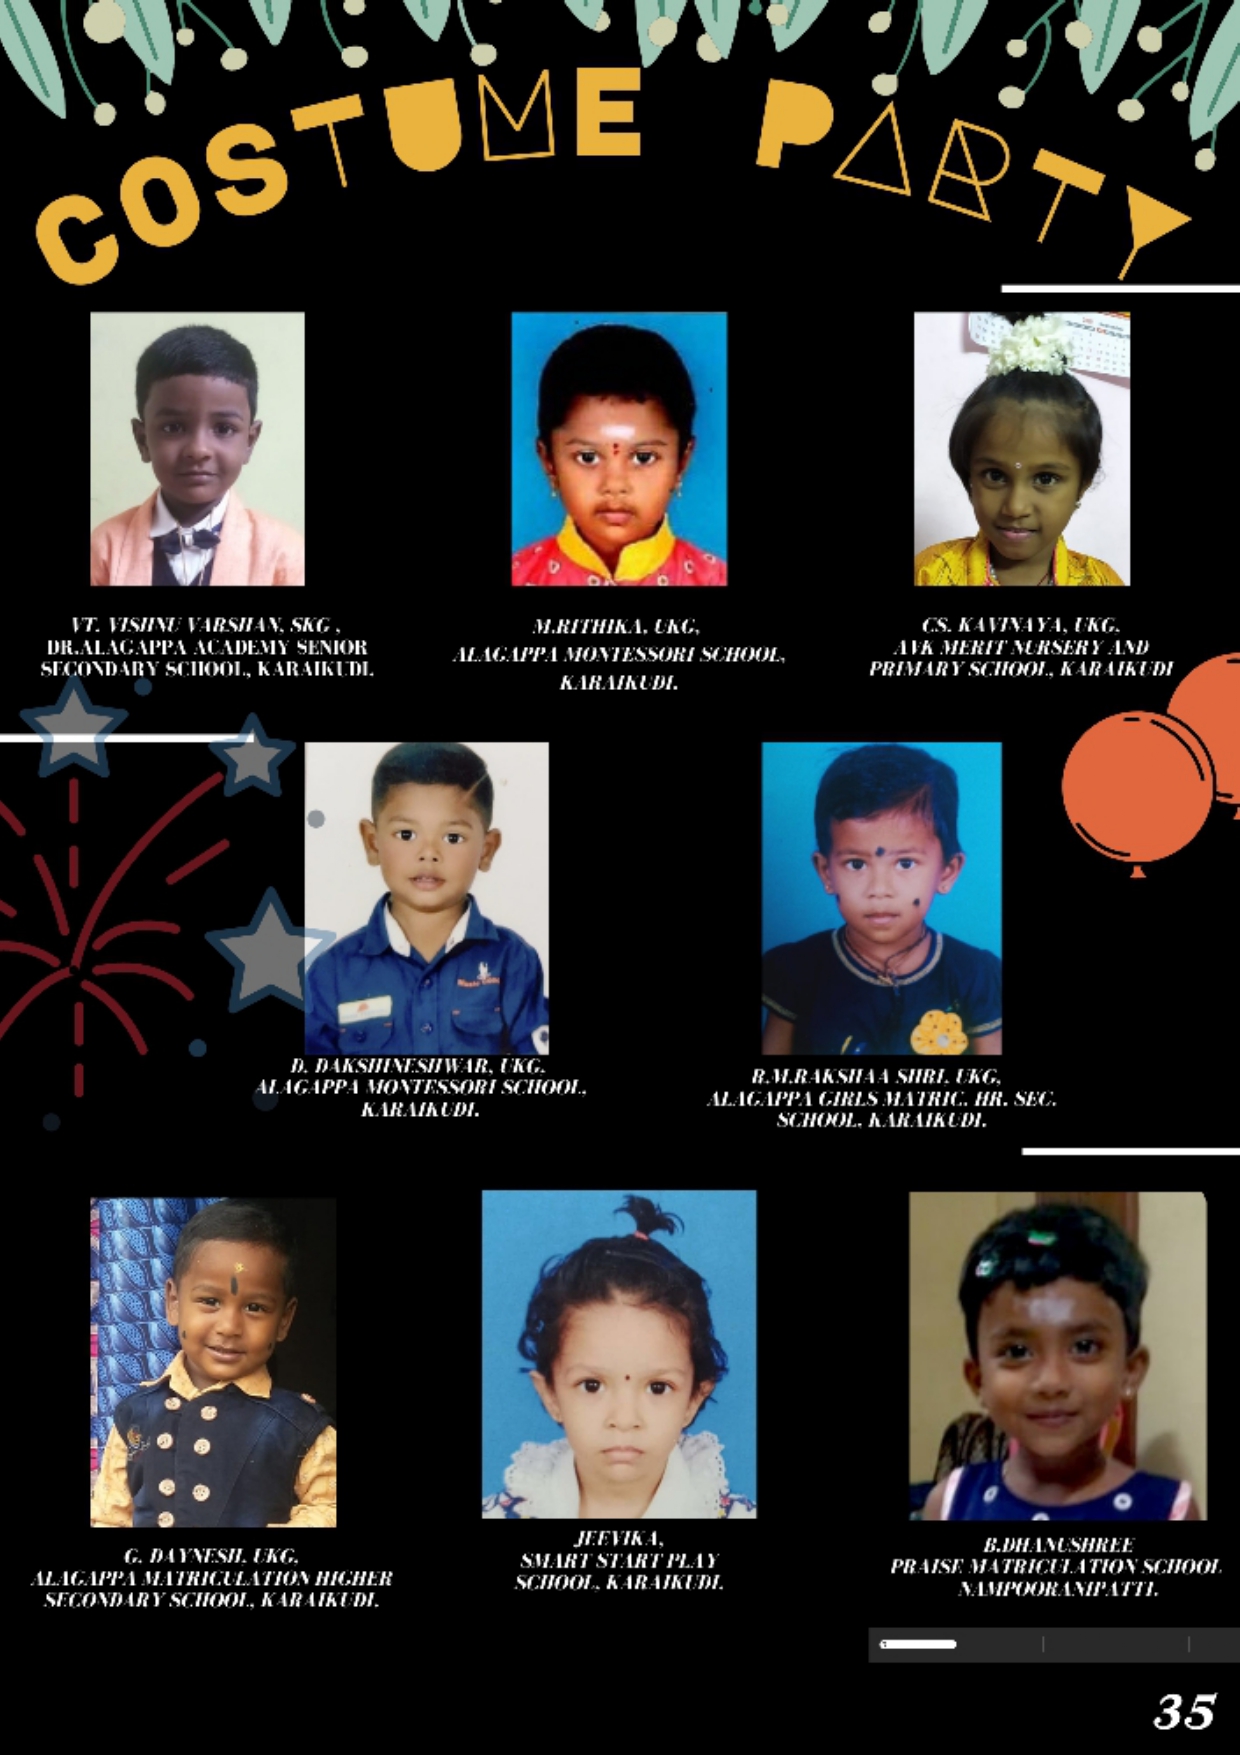 COSTUME PARTY
VT. VISHNU VARSHAN, SKG ,
DR.ALAGAPPA ACADEMY SENIOR
SECONDARY SCHOOL, KARAIKUDI.
M.RITHIKA, UKG,
ALAGAPPA MONTESSORI SCHOOL,
KARAIKUDI.
CS. KAVINAYA, UKG,
AVK MERIT NURSERY AND
PRIMARY SCHOOL, KARAIKUDI
D. DAKSHINESHWAR, UKG,
ALAGAPPA MONTESSORI SCHOOL,
KARAIKUDI.
R.M.RAKSHAA SHRI, UKG,
ALAGAPPA GIRLS MATRIC. HR. SEC.
SCHOOL, KARAIKUDI.
G. DAYNESH, UKG,
ALAGAPPA MATRICULATION HIGHER
SECONDARY SCHOOL, KARAIKUDI.
JEEVIKA,
SMART START PLAY
SCHOOL, KARAIKUDI.
B.DHANUSHREE
PRAISE MATRICULATION SCHOOL
NAMPOORANIPATTI.
35